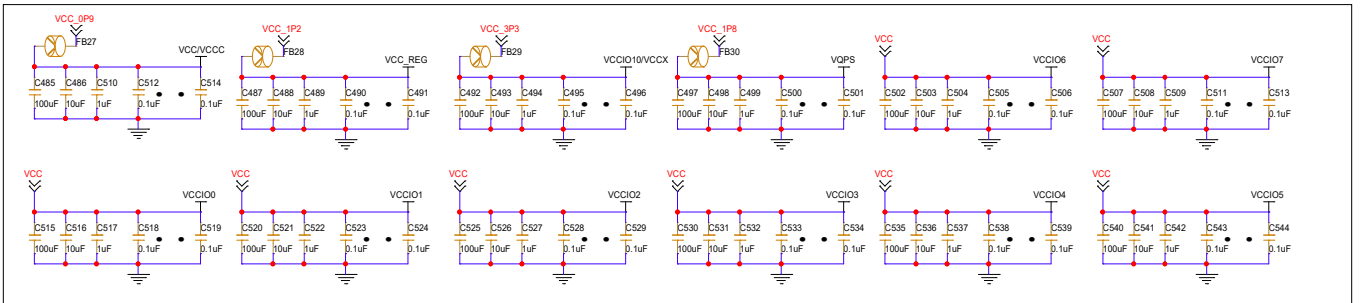 VCC_0P9
FB27
VCC/VCCC
C485
C486
C510
C512
C514
100uF
10uF
1uF
0.1uF
0.1uF
VCC_1P2
FB28
VCC_REG
C487
C488
C489
C490
C491
100uF
10uF
1uF
0.1uF
0.1uF
VCC_3P3
FB29
VCCIO10/VCCX
C492
C493
C494
C495
C496
100uF
10uF
1uF
0.1uF
0.1uF
VCC_1P8
FB30
VQPS
C497
C498
C499
C500
C501
100uF
10uF
1uF
0.1uF
0.1uF
VCC
VCCIO6
C502
C503
C504
C505
C506
100uF
10uF
1uF
0.1uF
0.1uF
VCC
VCCIO7
C507
C508
C509
C511
C513
100uF
10uF
1uF
0.1uF
0.1uF
VCC
VCCIO0
C515
C516
C517
C518
C519
100uF
10uF
1uF
0.1uF
0.1uF
VCC
VCCIO1
C520
C521
C522
C523
C524
100uF
10uF
1uF
0.1uF
0.1uF
VCC
VCCIO2
C525
C526
C527
C528
C529
100uF
10uF
1uF
0.1uF
0.1uF
VCC
VCCIO3
C530
C531
C532
C533
C534
100uF
10uF
1uF
0.1uF
0.1uF
VCC
VCCIO4
C535
C536
C537
C538
C539
100uF
10uF
1uF
0.1uF
0.1uF
VCC
VCCIO5
C540
C541
C542
C543
C544
100uF
10uF
1uF
0.1uF
0.1uF